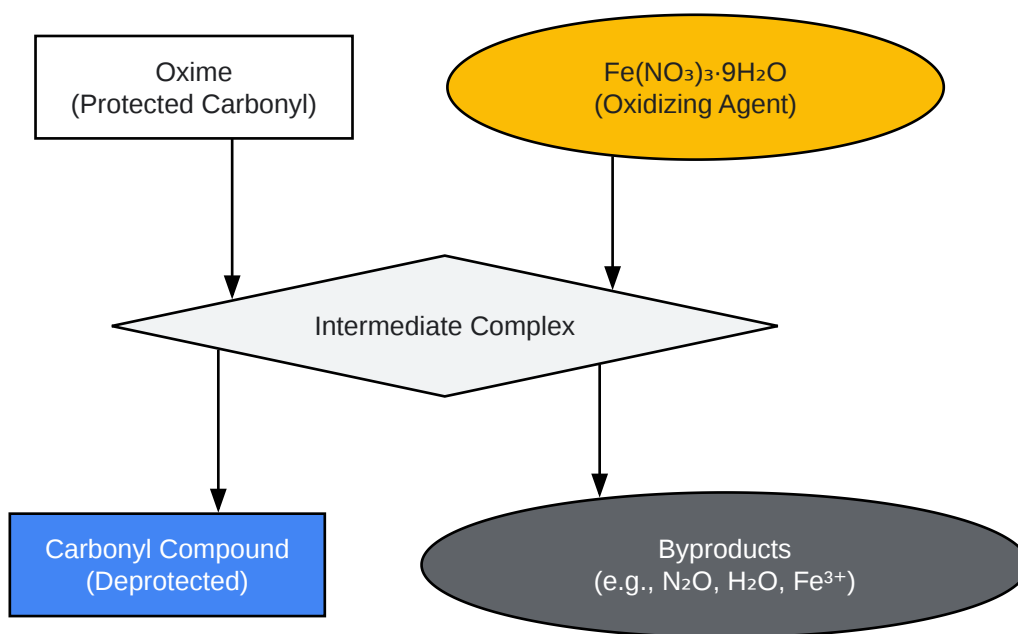 Oxime
(Protected Carbonyl)
Fe(NO₃)₃·9H₂O
(Oxidizing Agent)
Intermediate Complex
Carbonyl Compound
(Deprotected)
Byproducts
(e.g., N₂O, H₂O, Fe³⁺)